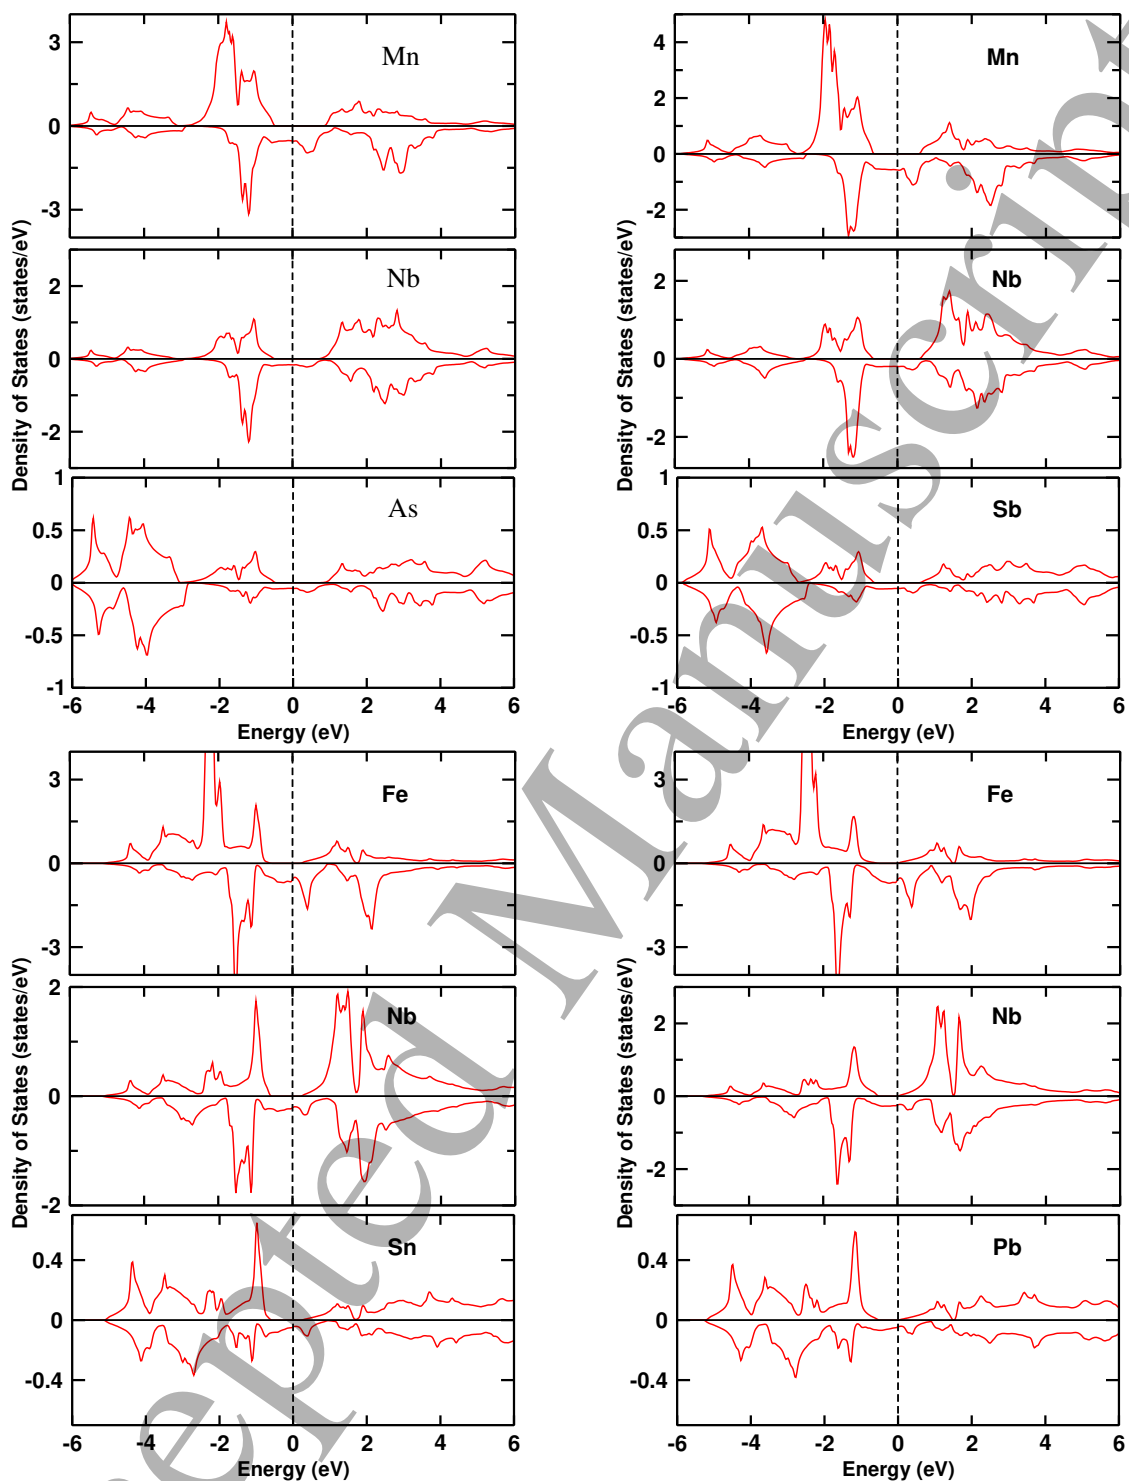 Mn
3
0
-3
Nb
2
0
-2
As
1
0.5
0
-0.5
-1
-6 -4 -2 0 2 4 6
Energy (eV)
Density of States (states/eV)
Mn
4
2
0
-2
Nb
2
0
-2
Sb
1
0.5
0
-0.5
-1
-6 -4 -2 0 2 4 6
Energy (eV)
Density of States (states/eV)
Fe
3
0
-3
Nb
2
0
-2
Sn
0.4
0
-0.4
-6 -4 -2 0 2 4 6
Energy (eV)
Density of States (states/eV)
Fe
3
0
-3
Nb
2
0
-2
Pb
0.4
0
-0.4
-6 -4 -2 0 2 4 6
Energy (eV)
Density of States (states/eV)
epted Manuscript